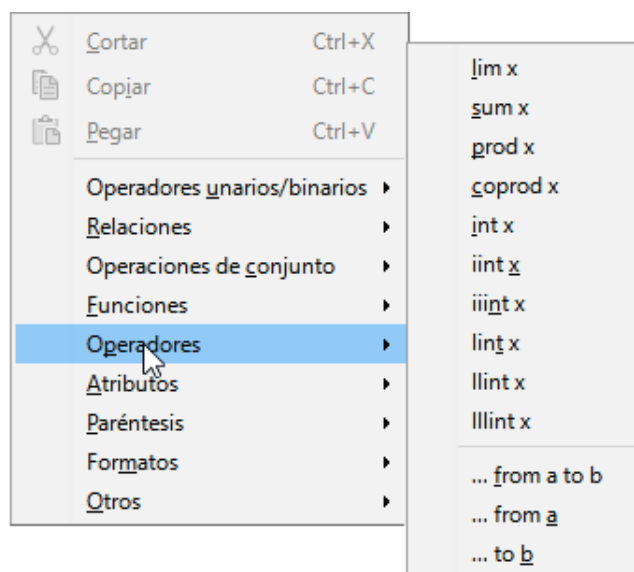 Cortar Ctrl+X
Copiar Ctrl+C
Pegar Ctrl+V
Operadores unarios/binarios
Relaciones
Operaciones de conjunto
Funciones
Operadores
Atributos
Paréntesis
Formatos
Otros
lim x
sum x
prod x
coprod x
int x
iint x
iiint x
lint x
llint x
lllint x
... from a to b
... from a
... to b